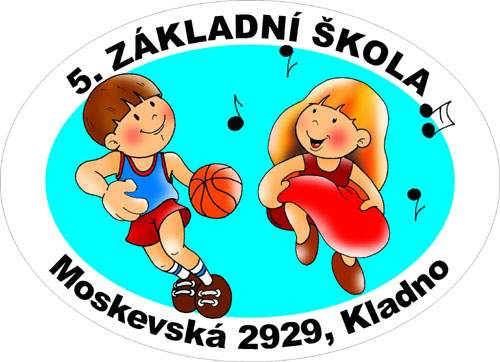 5. ZÁKLADNÍ ŠKOLA
Moskevská 2929, Kladno